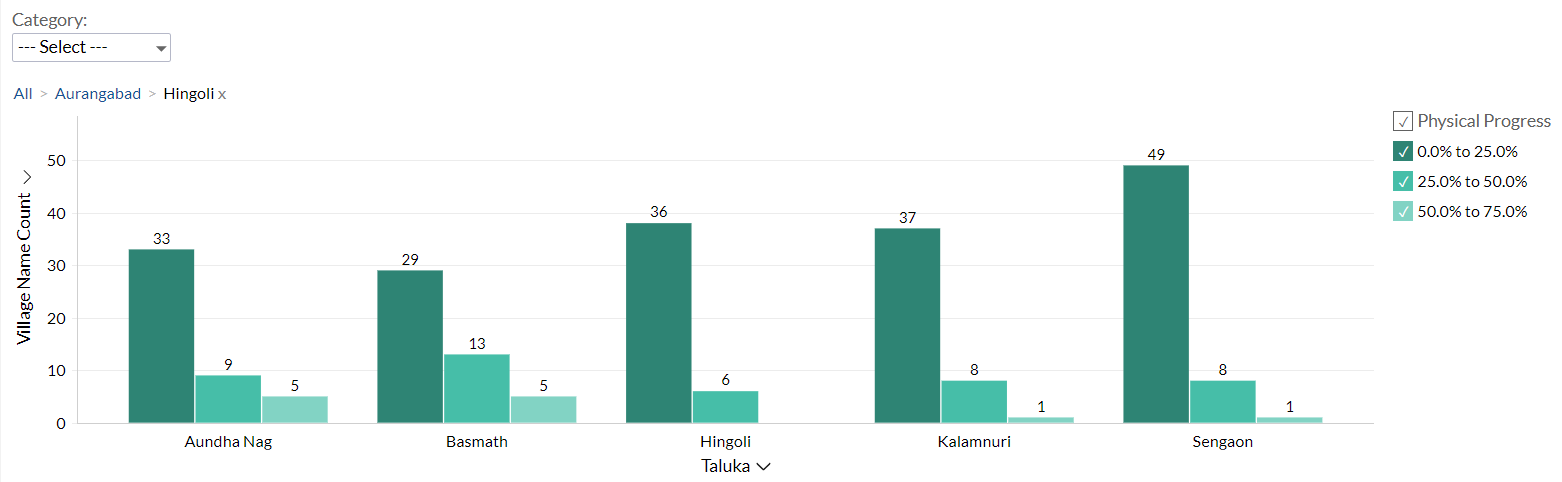 Category:
--- Select ---
All > Aurangabad > Hingoli x
Physical Progress
0.0% to 25.0%
25.0% to 50.0%
50.0% to 75.0%
Village Name Count
50
40
30
20
10
0
33
9
5
29
13
5
36
6
37
8
1
49
8
1
Aundha Nag
Basmath
Hingoli
Kalamnuri
Sengaon
Taluka